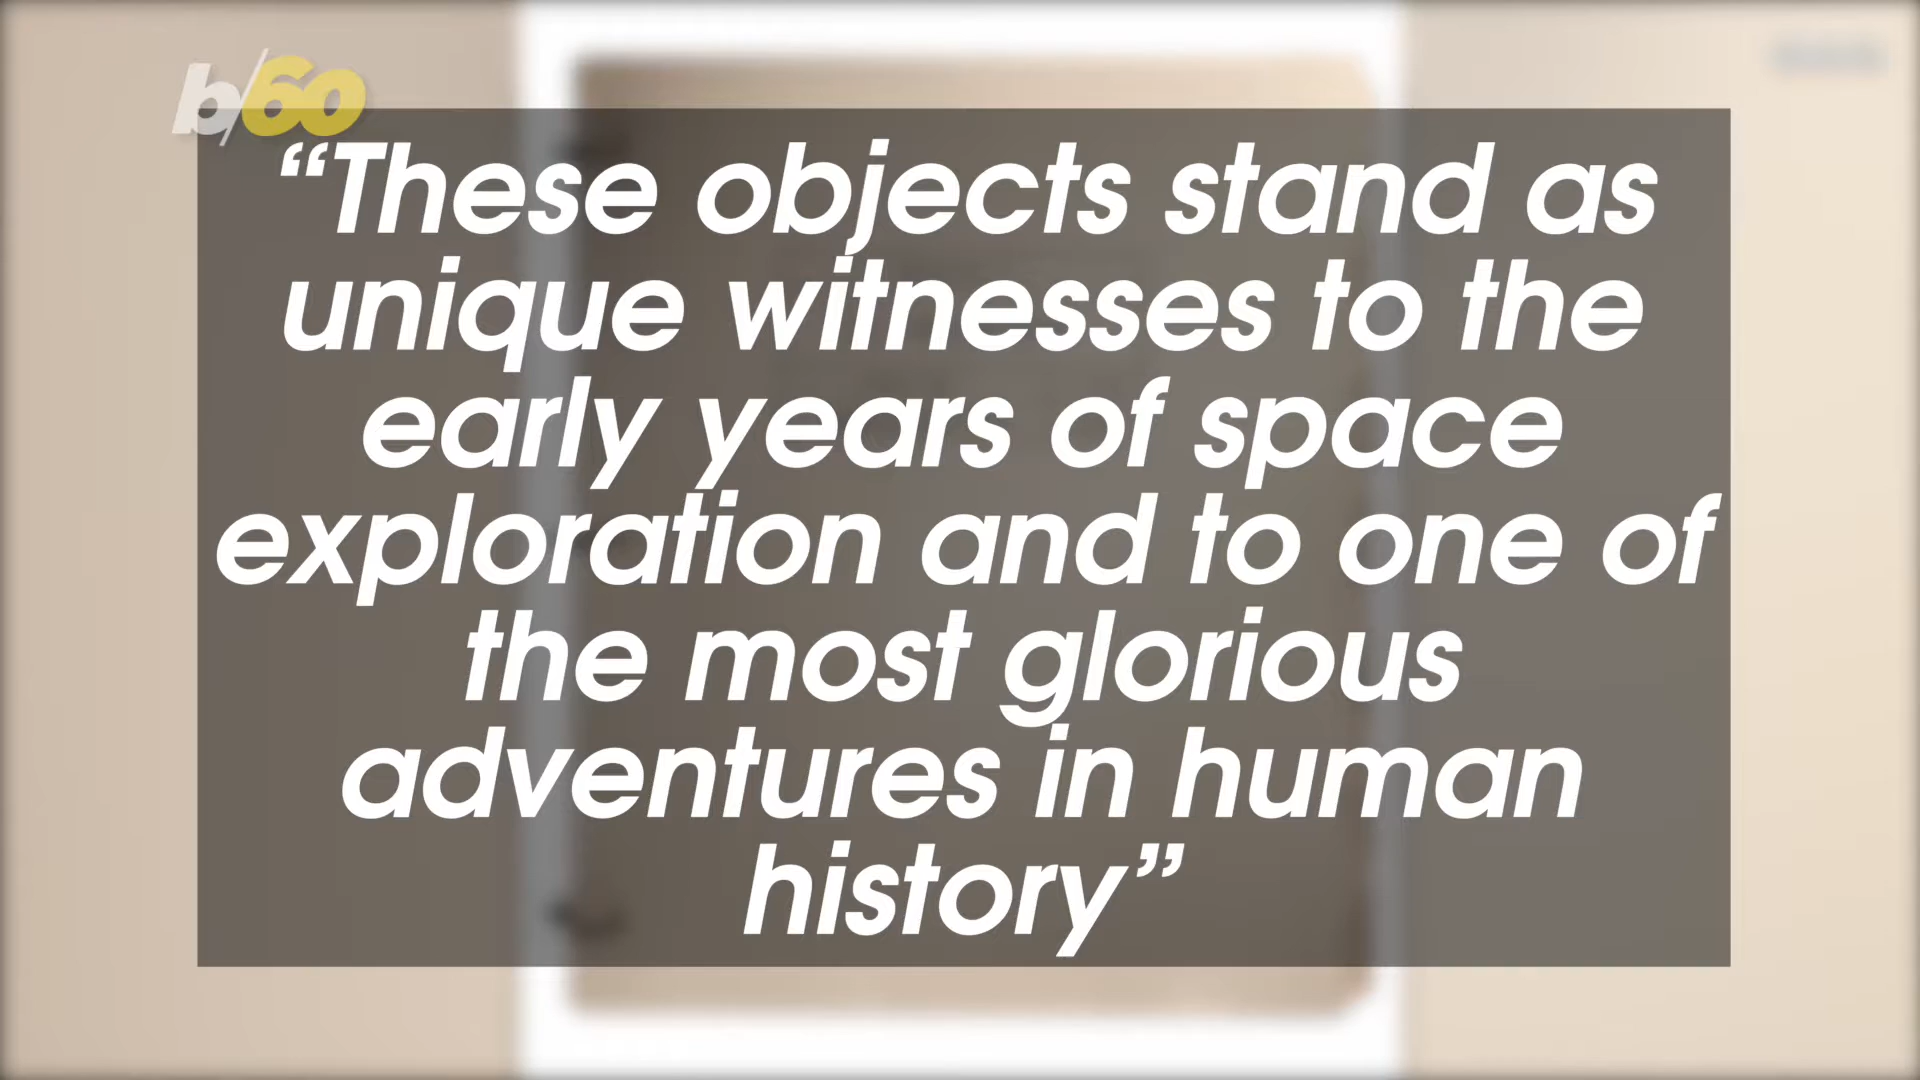 b/60
“These objects stand as
unique witnesses to the
early years of space
exploration and to one of
the most glorious
adventures in human
history”